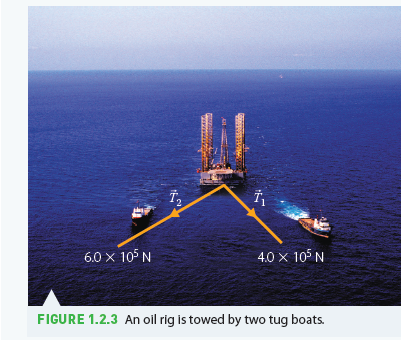 T⃗₂ T⃗₁
6.0 × 10⁵ N 4.0 × 10⁵ N
FIGURE 1.2.3 An oil rig is towed by two tug boats.